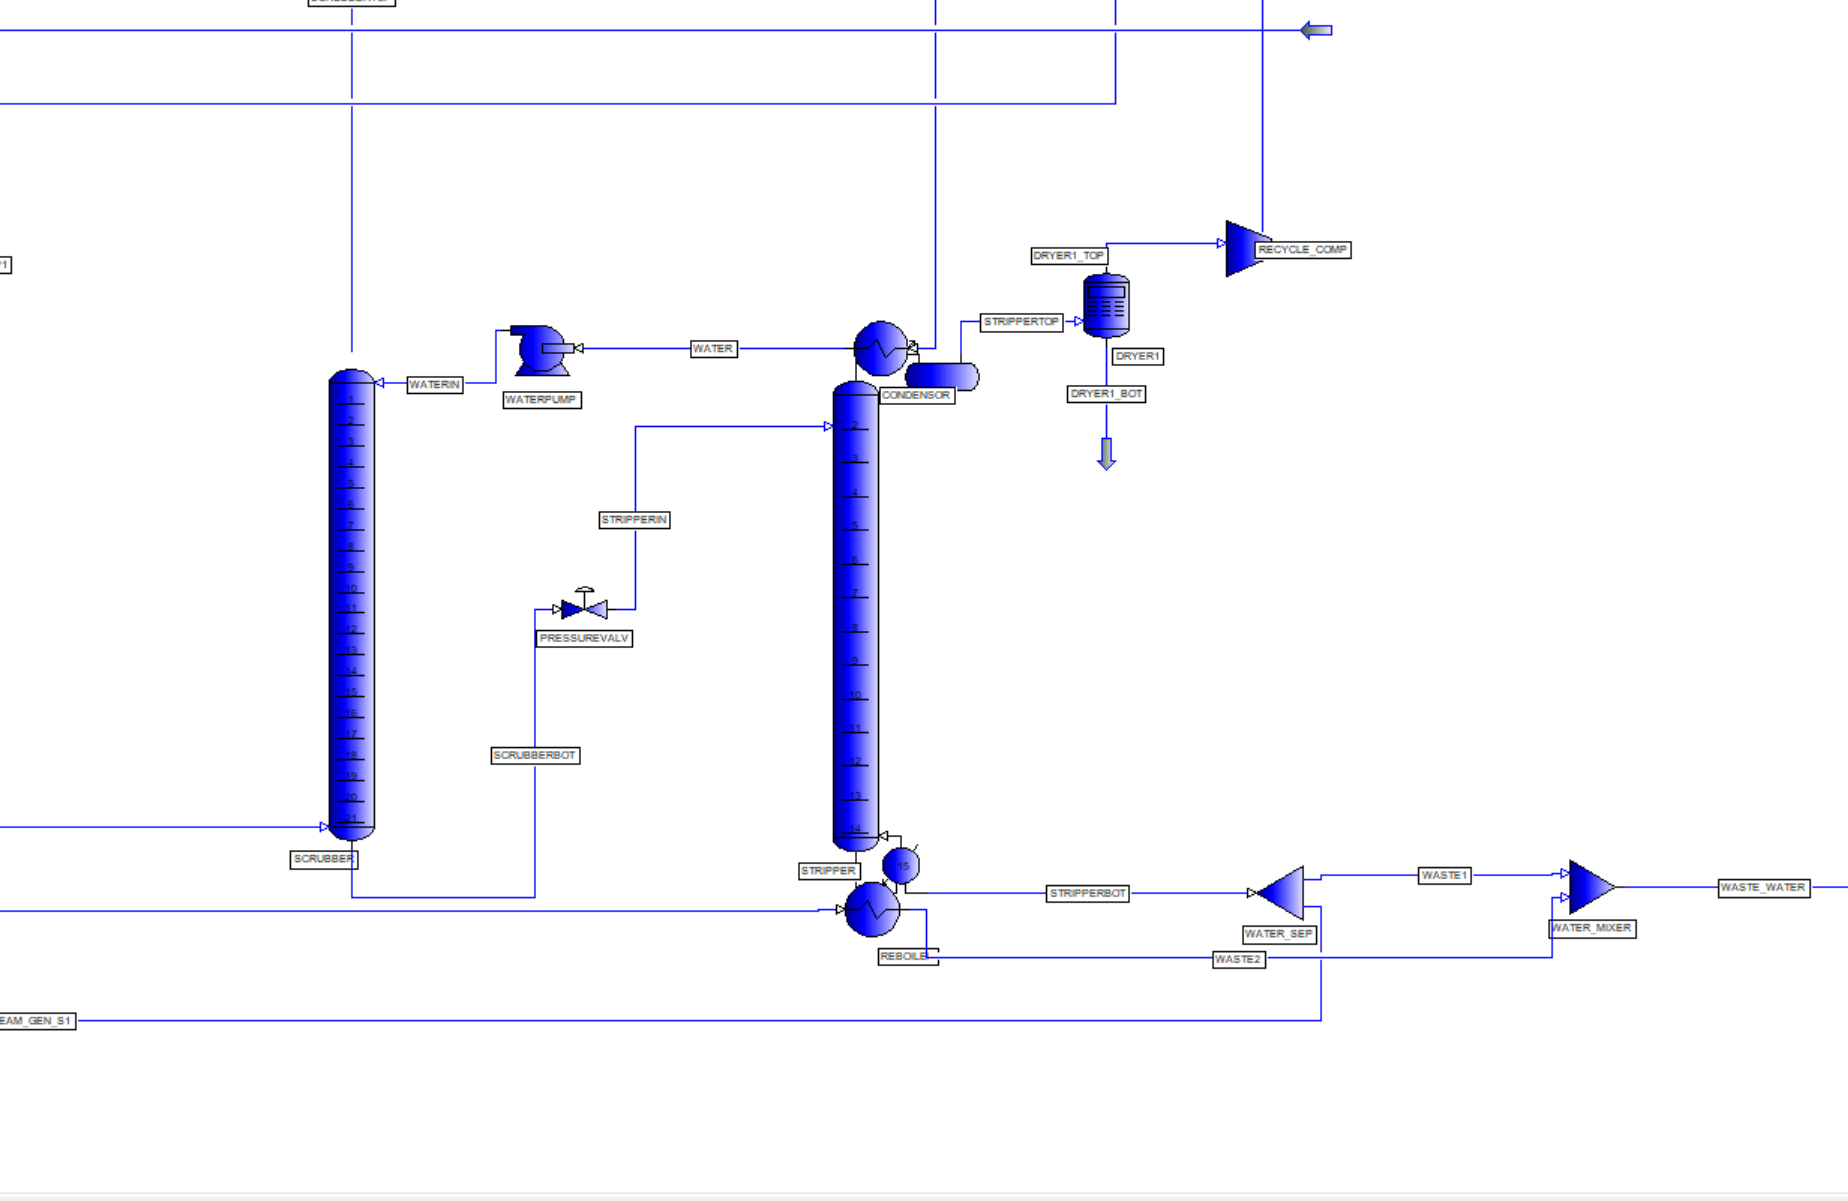 RECYCLE_COMP
DRYER1_TOP
STRIPPERTOP
WATER
DRYER1
WATERIN
DRYER1_BOT
CONDENSOR
WATERPUMP
1
2
3
4
5
6
7
8
9
10
11
12
13
14
15
16
17
18
19
20
21
2
3
4
5
6
7
8
9
10
11
12
13
14
STRIPPERIN
PRESSUREVALV
SCRUBBERBOT
SCRUBBER
STRIPPER
15
STRIPPERBOT
WASTE1
WASTE_WATER
WATER_SEP
WATER_MIXER
REBOILE
WASTE2
EAM_GEN_S1